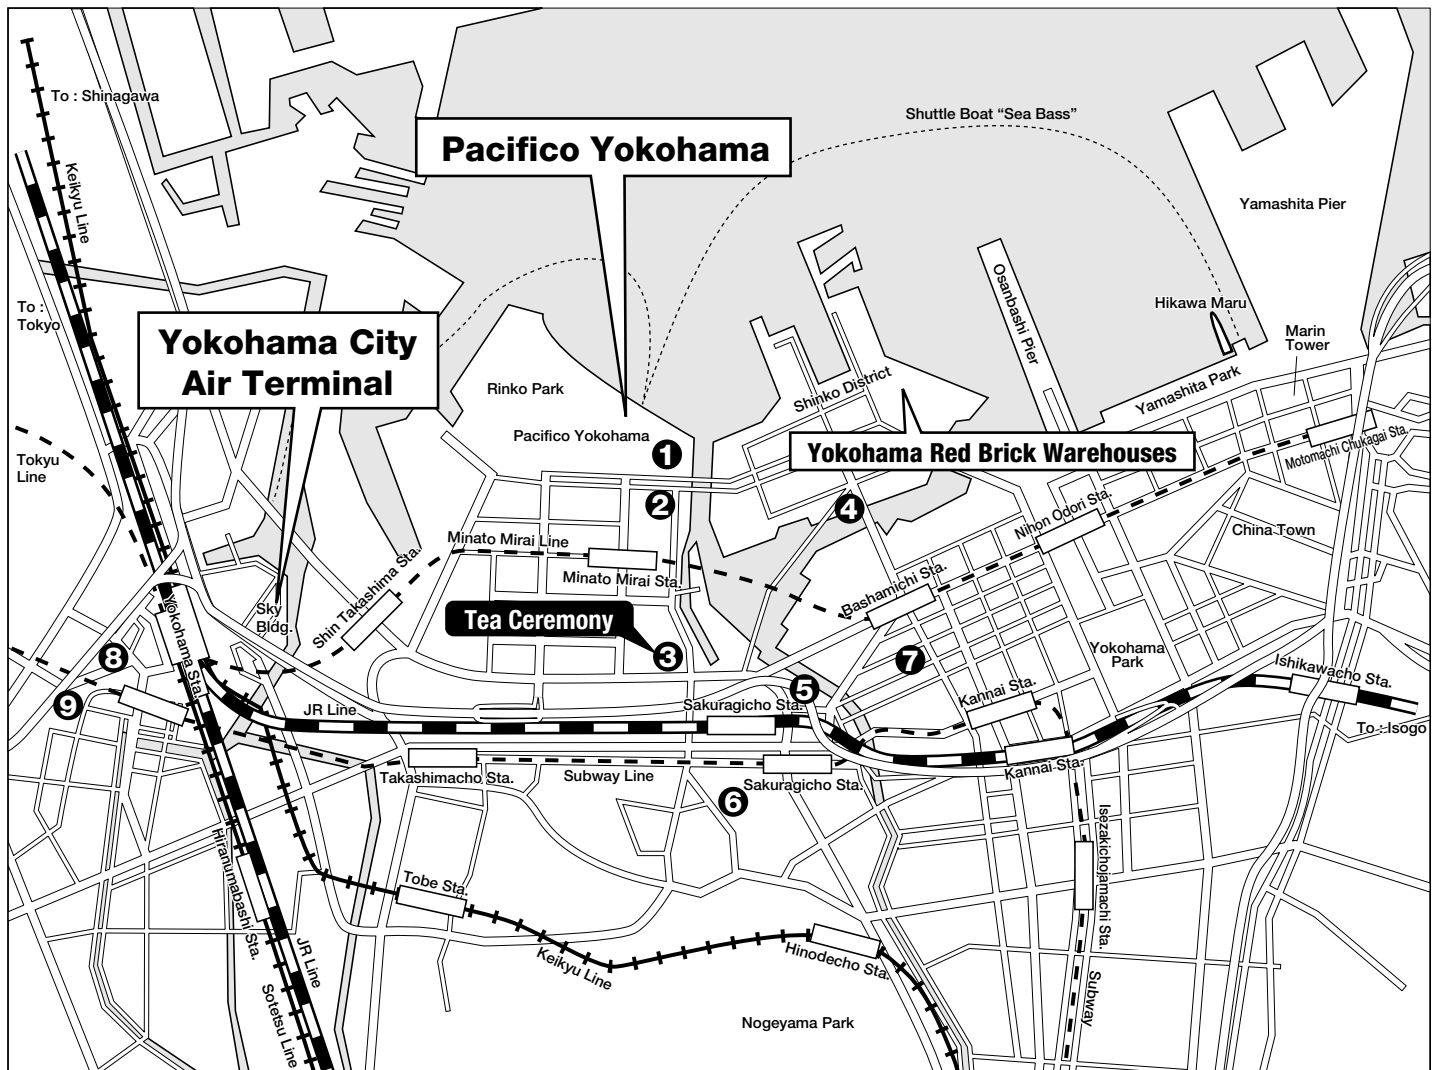 To : Shinagawa
Keikyu Line
Shuttle Boat “Sea Bass”
Pacifico Yokohama
Yamashita Pier
Osanbashi Pier
Hikawa Maru
To :
Tokyo
Yokohama City
Air Terminal
Marin
Tower
Rinko Park
Shinko District
Yamashita Park
Pacifico Yokohama
1
Yokohama Red Brick Warehouses
Motomachi Chukagai Sta.
Tokyu
Line
2
4
Nihon Odori Sta.
China Town
Minato Mirai Line
Minato Mirai Sta.
Shin Takashima Sta.
Bashamichi Sta.
Sky
Bldg.
Tea Ceremony
Yokohama Sta.
8
3
7
Yokohama
Park
Ishikawacho Sta.
9
5
Kannai Sta.
JR Line
Sakuragicho Sta.
To : Isogo
Takashimacho Sta.
Subway Line
Sakuragicho Sta.
Kannai Sta.
6
Hiranumabashi Sta.
Isezakichojamachi Sta.
Tobe Sta.
JR Line
Keikyu Line
Hinodecho Sta.
Sotetsu Line
Subway
Nogeyama Park